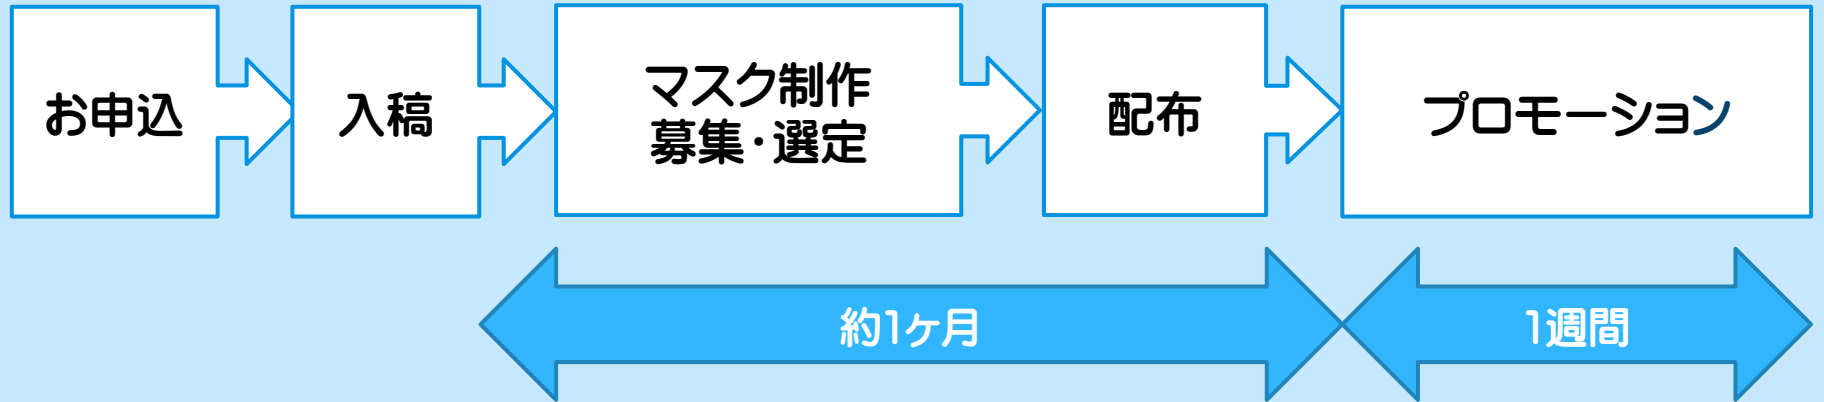 お申込
入稿
マスク制作
募集・選定
配布
プロモーション
約1ヶ月
1週間